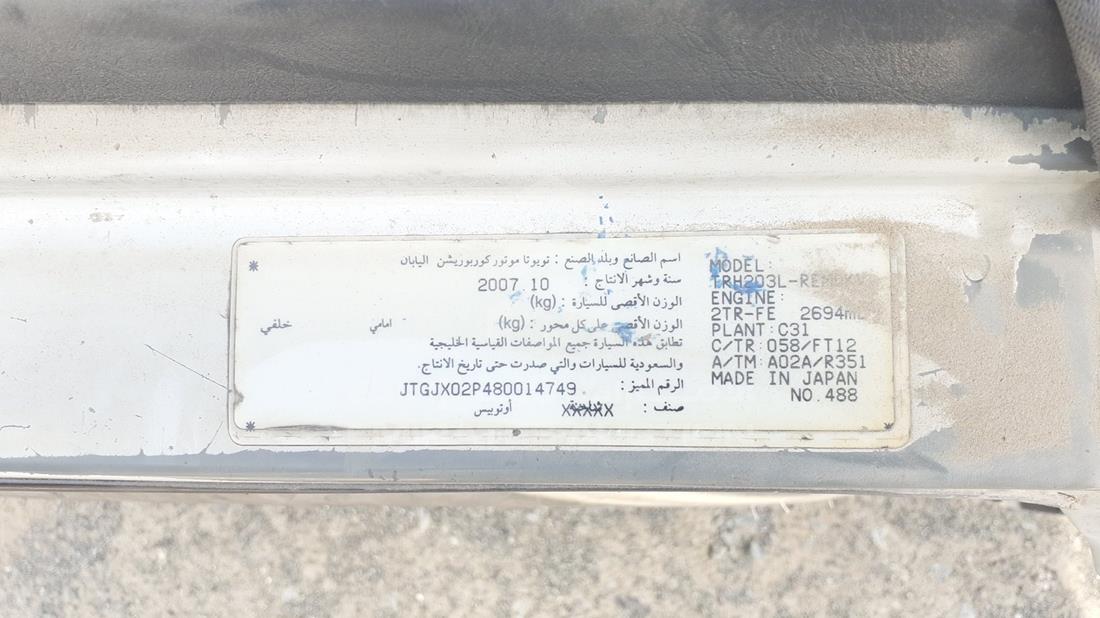 اسم الصانع وبلد الصنع : تويوتا موتور كوربوريشن اليابان
سنة وشهر الانتاج : 2007.10
الوزن الأقصى للسيارة : (kg)
الوزن الأقصى على كل محور : (kg) امامي خلفي
تطابق هذه السيارة جميع المواصفات القياسية الخليجية
والسعودية للسيارات والتي صدرت حتى تاريخ الانتاج.
الرقم المميز : JTGJX02P480014749
صنف : XXXXX أوتوبيس
MODEL:
ENGINE:
2TR-FE 2694mL
PLANT:C31
C/TR:058/FT12
A/TM:A02A/R351
MADE IN JAPAN
NO.488